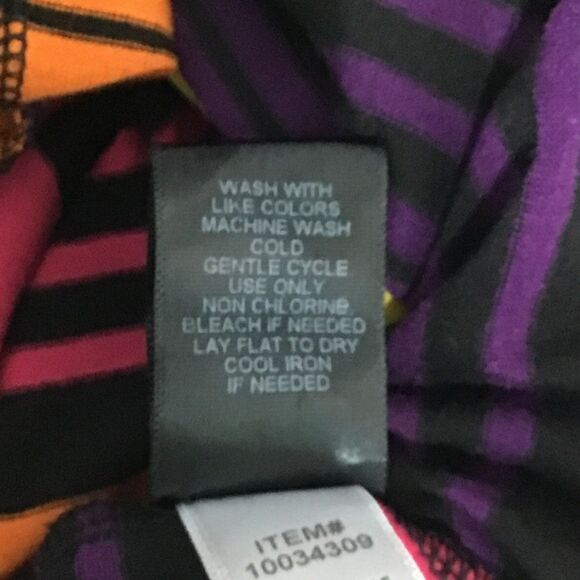 WASH WITH
LIKE COLORS
MACHINE WASH
COLD
GENTLE CYCLE
USE ONLY
NON CHLORINE
BLEACH IF NEEDED
LAY FLAT TO DRY
COOL IRON
IF NEEDED
ITEM#
10034309